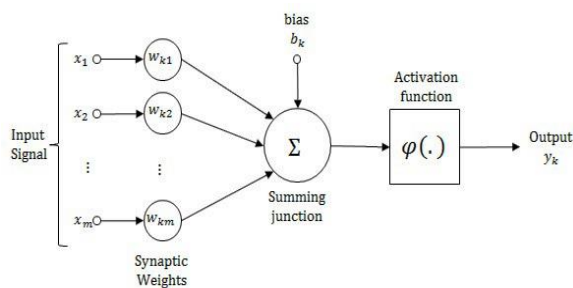 bias
b_k
x_1
w_k1
Activation
function
x_2
w_k2
Input
Signal
Σ
φ(.)
Output
y_k
⋮
⋮
Summing
junction
x_m
w_km
Synaptic
Weights